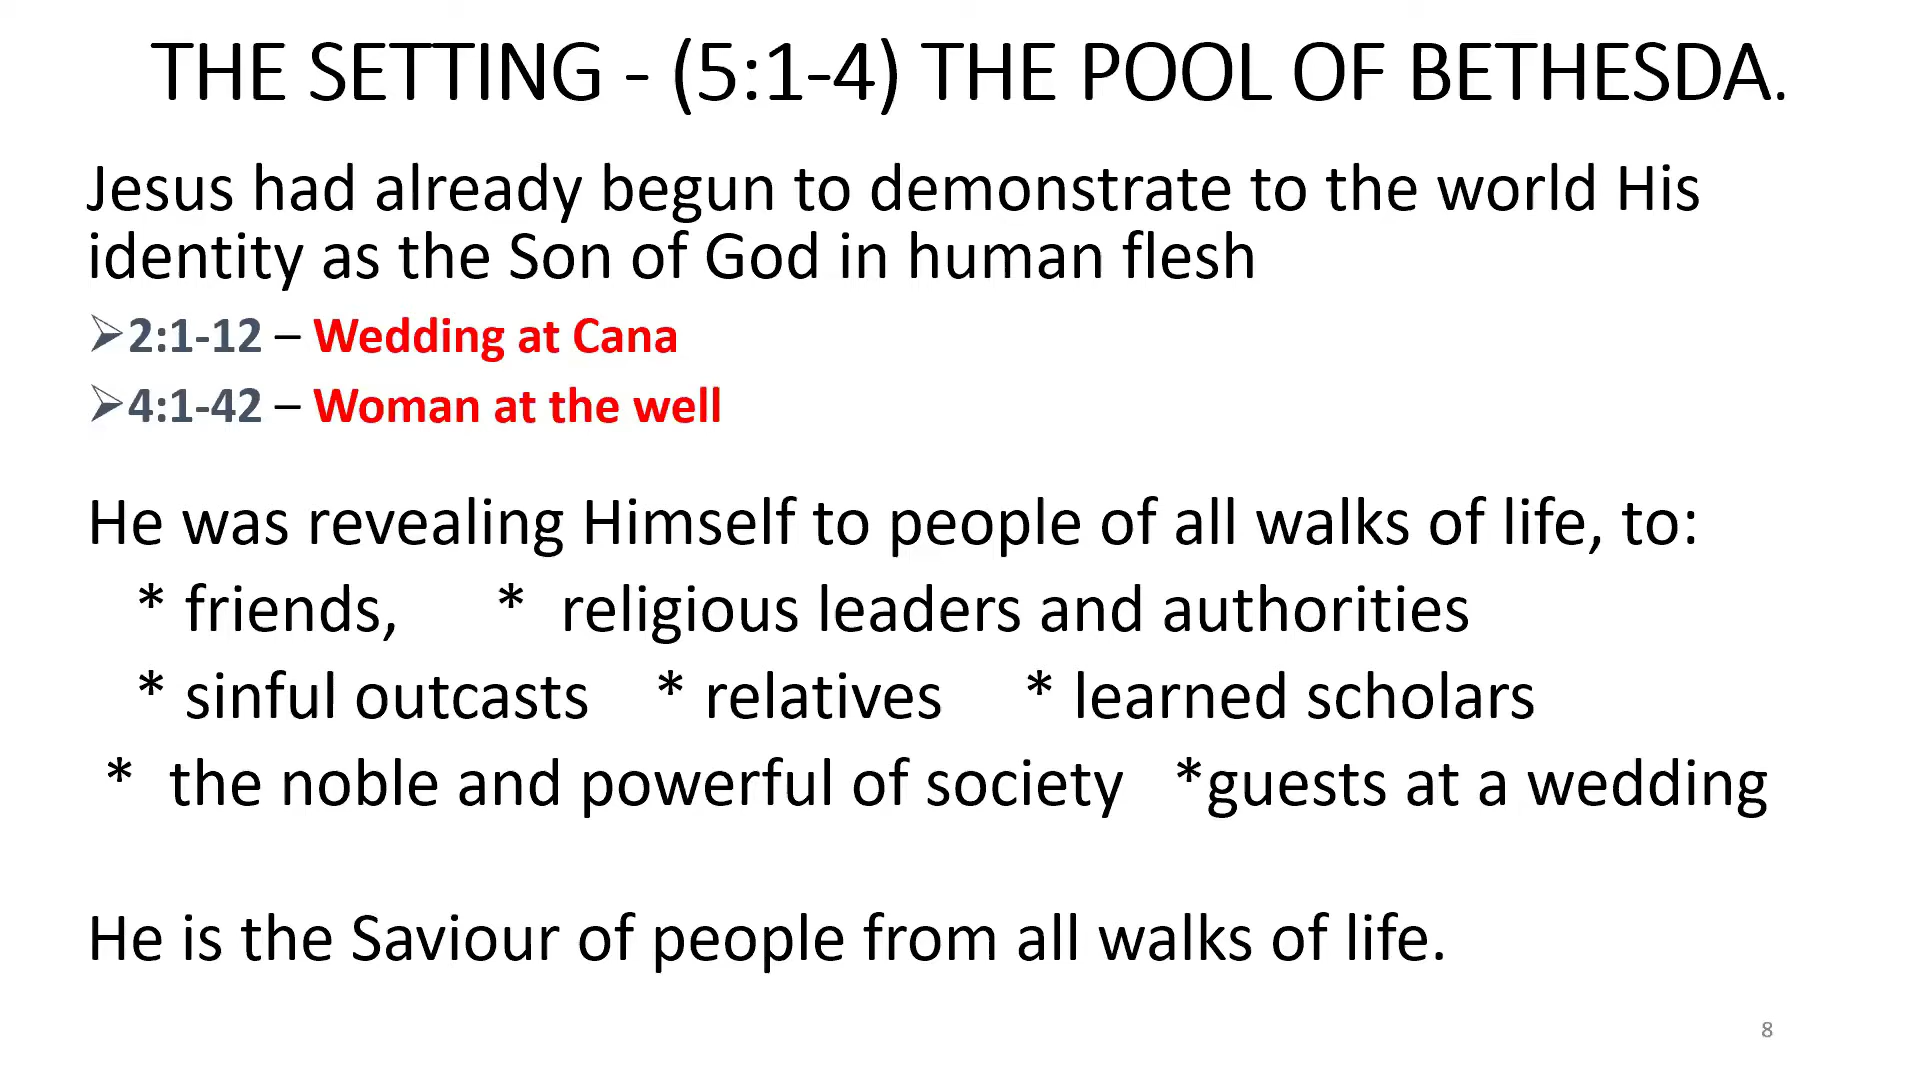 THE SETTING - (5:1-4) THE POOL OF BETHESDA.
Jesus had already begun to demonstrate to the world His
identity as the Son of God in human flesh
➢2:1-12 – Wedding at Cana
➢4:1-42 – Woman at the well
He was revealing Himself to people of all walks of life, to:
* friends, * religious leaders and authorities
* sinful outcasts * relatives * learned scholars
* the noble and powerful of society *guests at a wedding
He is the Saviour of people from all walks of life.
8